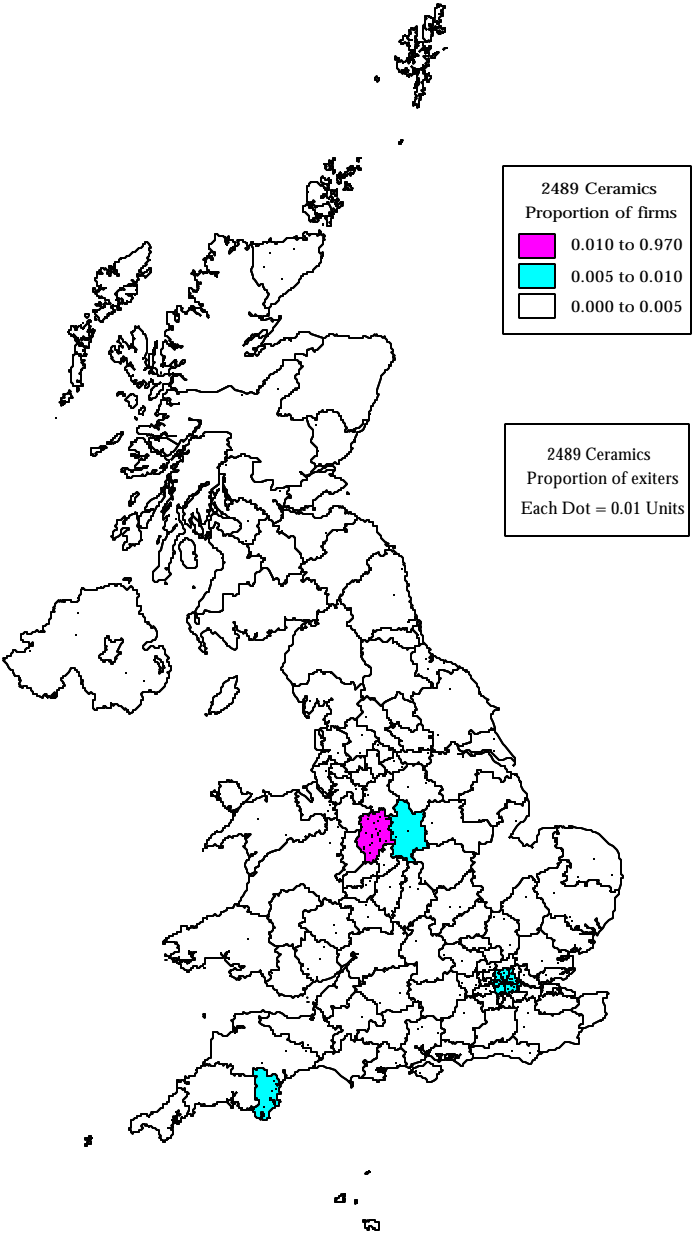 2489 Ceramics
Proportion of firms
0.010 to 0.970
0.005 to 0.010
0.000 to 0.005
2489 Ceramics
Proportion of exiters
Each Dot = 0.01 Units